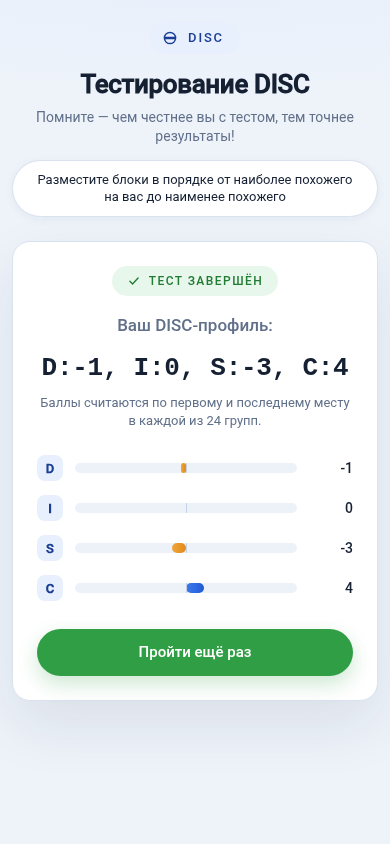 DISC
Тестирование DISC
Помните — чем честнее вы с тестом, тем точнее
результаты!
Разместите блоки в порядке от наиболее похожего
на вас до наименее похожего
ТЕСТ ЗАВЕРШЁН
Ваш DISC-профиль:
D:-1, I:0, S:-3, C:4
Баллы считаются по первому и последнему месту
в каждой из 24 групп.
D -1
I 0
S -3
C 4
Пройти ещё раз